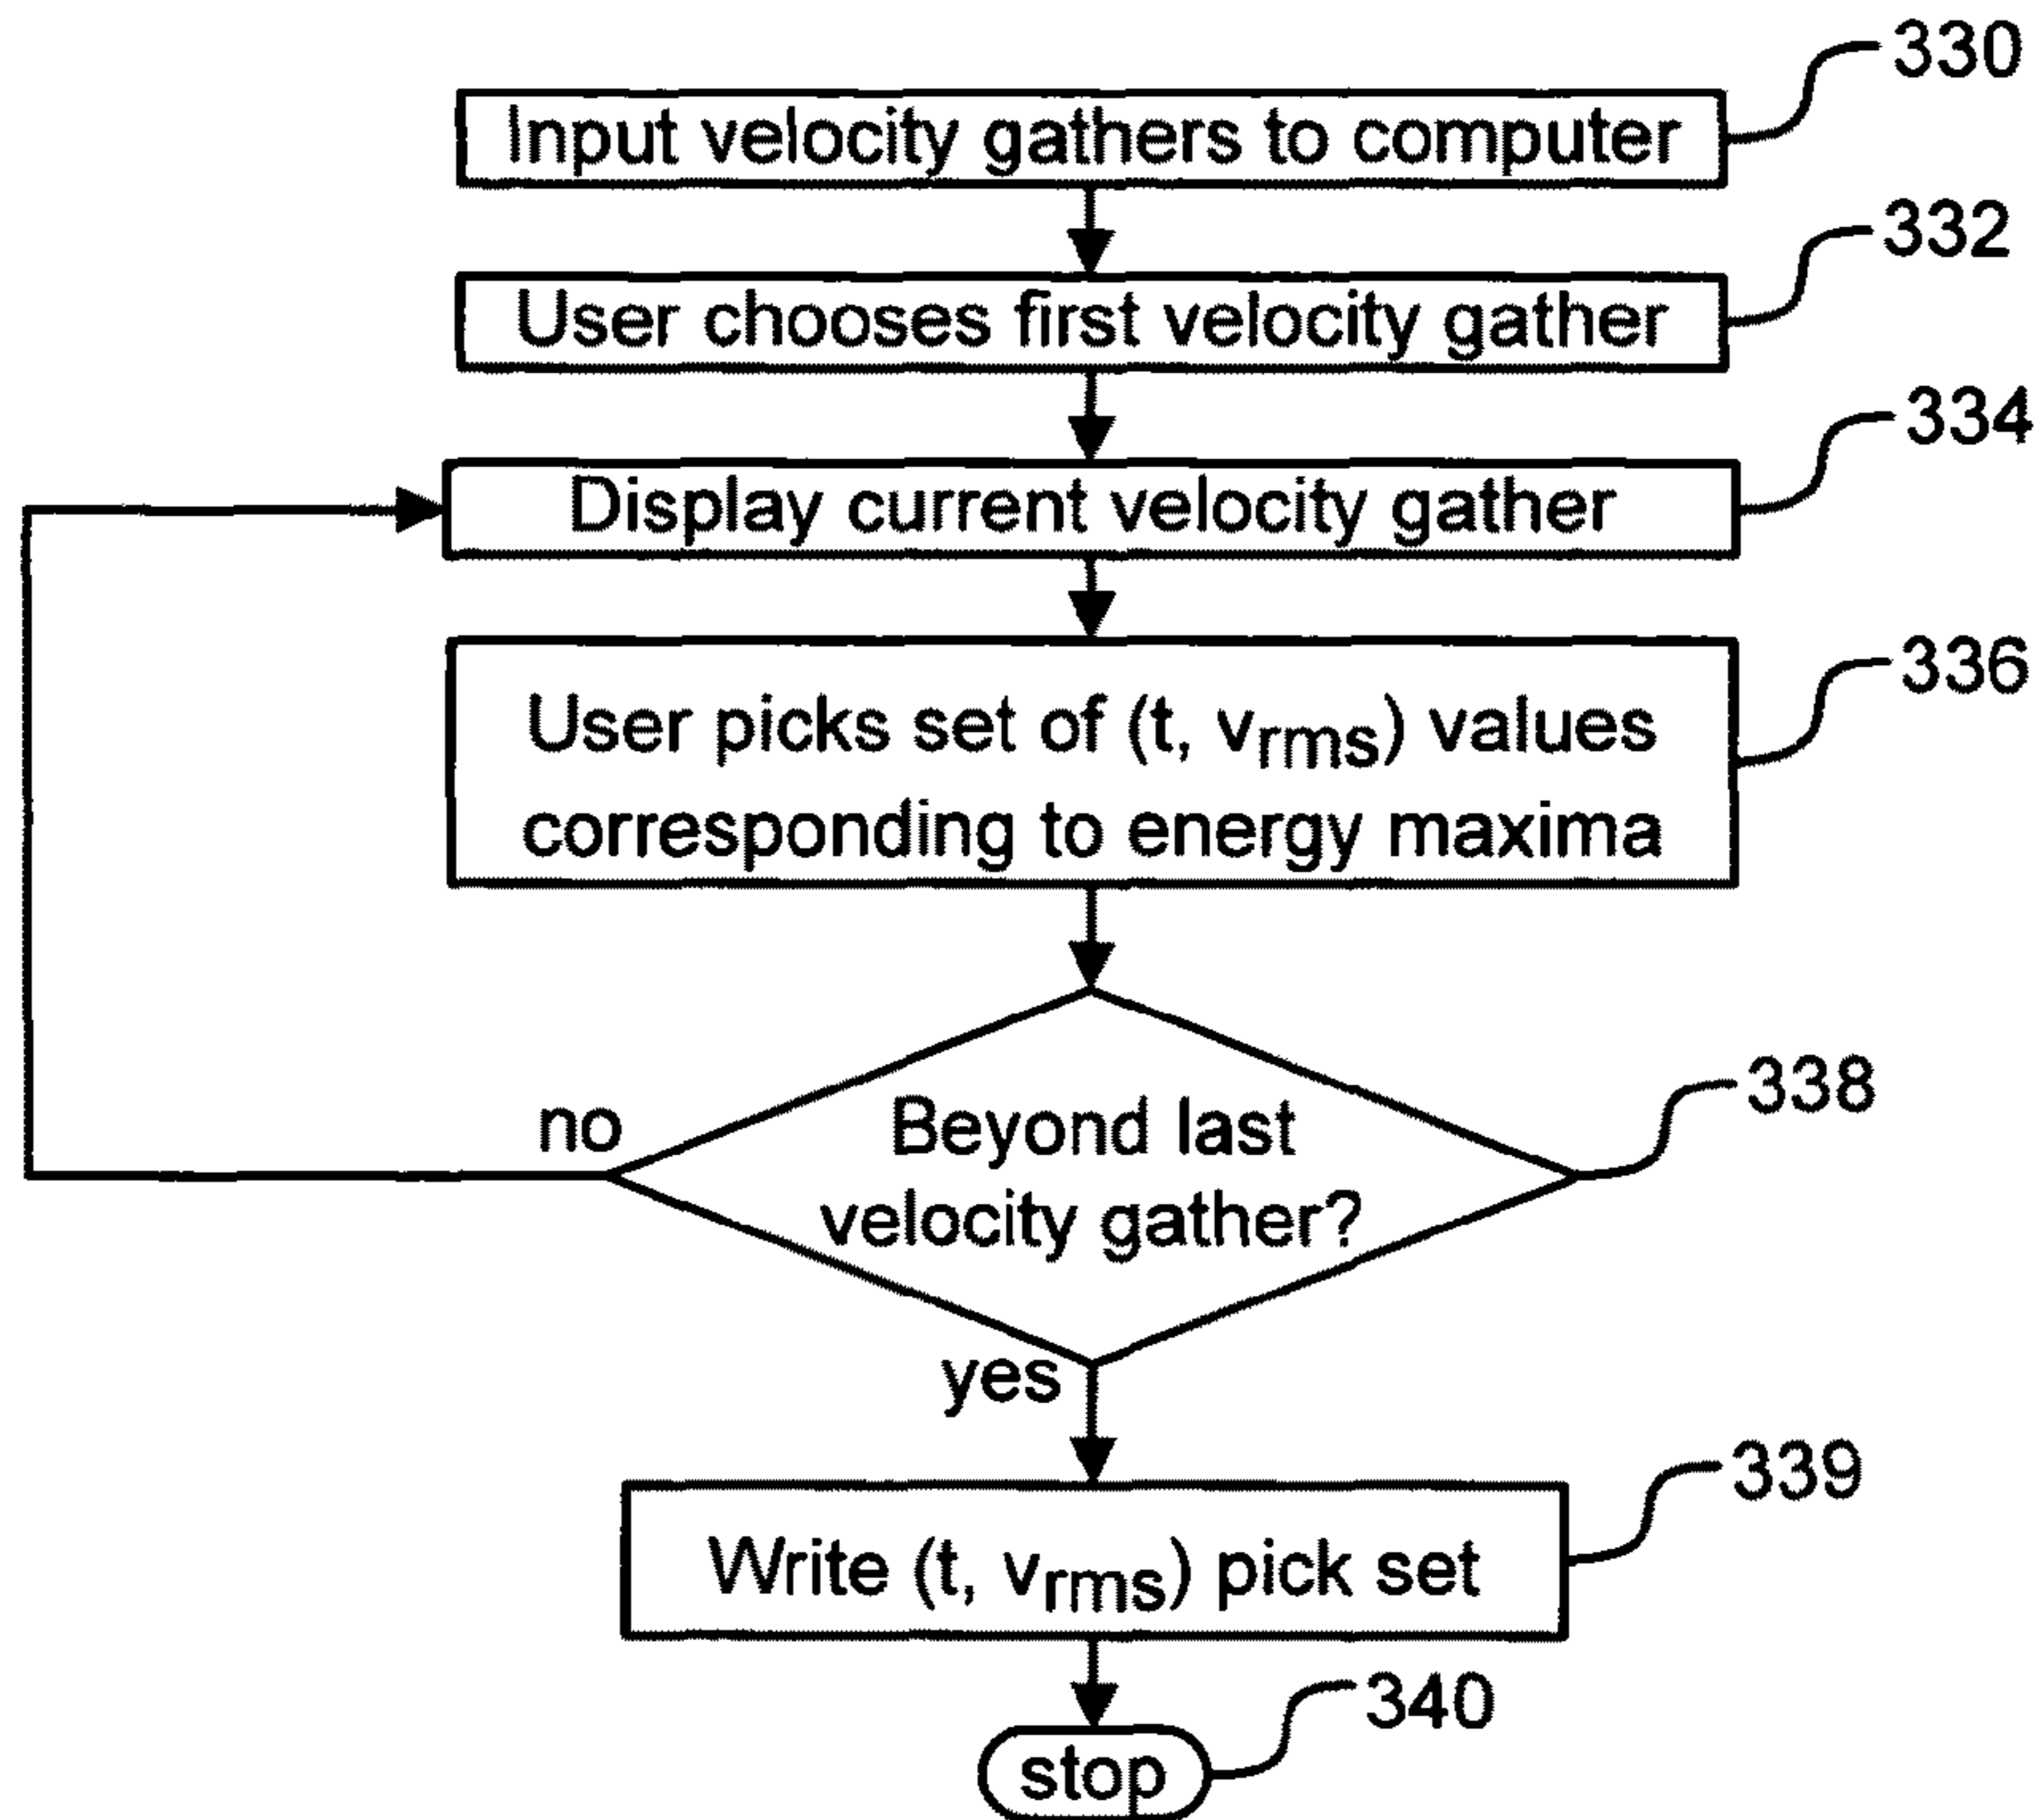 330
Input velocity gathers to computer
332
User chooses first velocity gather
334
Display current velocity gather
336
User picks set of (t, vrms) values
corresponding to energy maxima
338
no
Beyond last
velocity gather?
yes
339
Write (t, vrms) pick set
340
stop